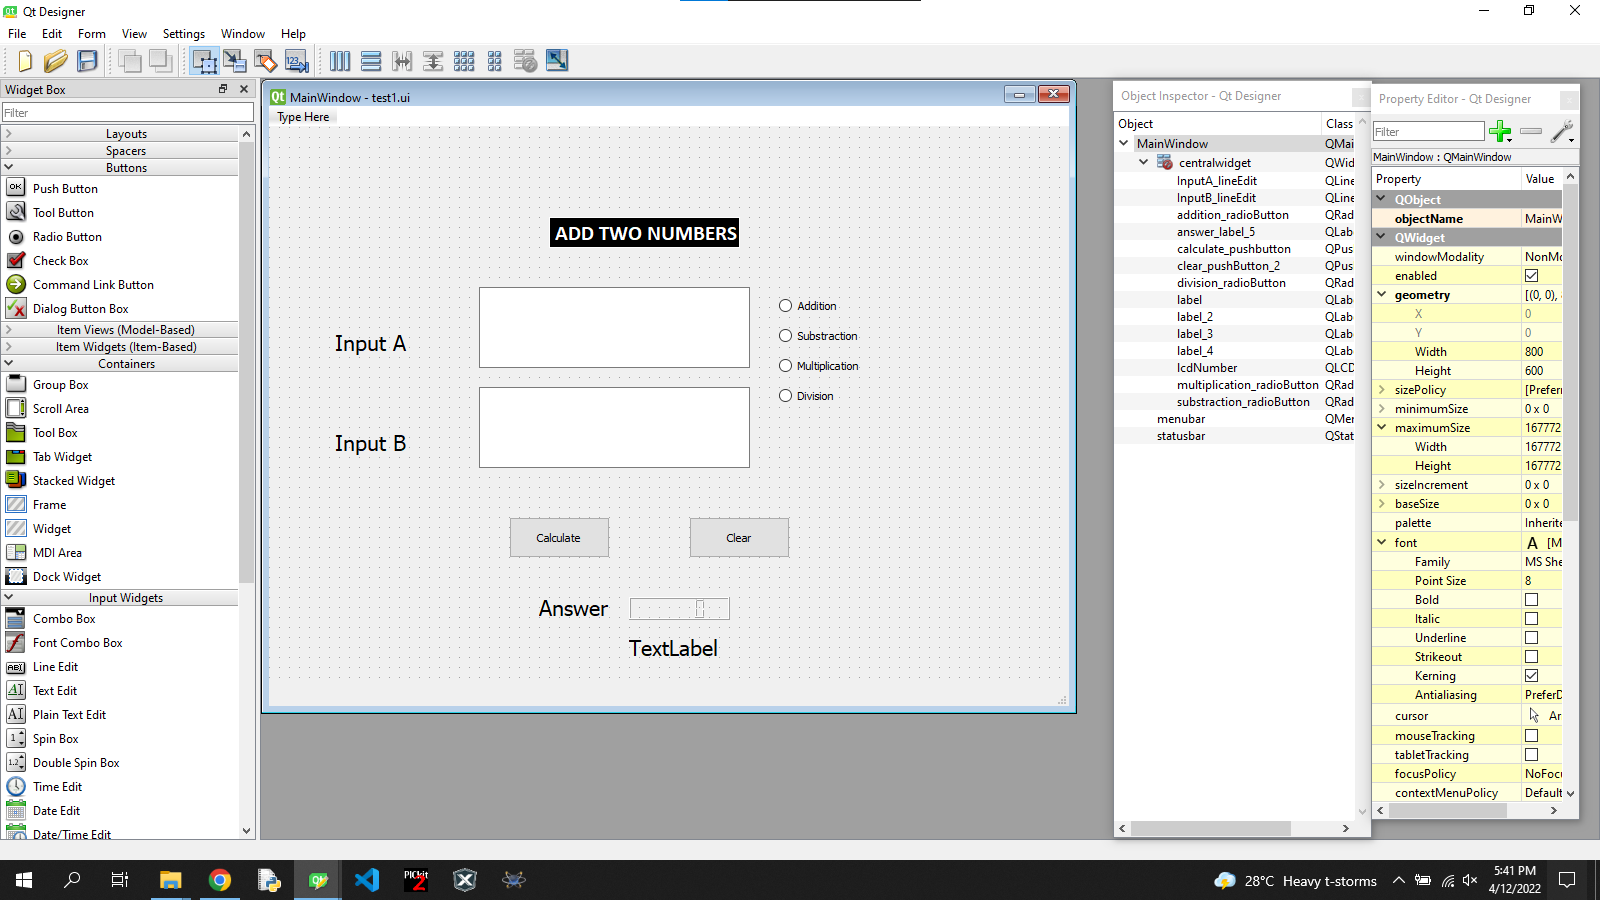 Qt Designer
File Edit Form View Settings Window Help
Widget Box
Filter
Layouts
Spacers
Buttons
Push Button
Tool Button
Radio Button
Check Box
Command Link Button
Dialog Button Box
Item Views (Model-Based)
Item Widgets (Item-Based)
Containers
Group Box
Scroll Area
Tool Box
Tab Widget
Stacked Widget
Frame
Widget
MDI Area
Dock Widget
Input Widgets
Combo Box
Font Combo Box
Line Edit
Text Edit
Plain Text Edit
Spin Box
Double Spin Box
Time Edit
Date Edit
Date/Time Edit
MainWindow - test1.ui
Type Here
ADD TWO NUMBERS
Input A
Input B
Addition
Substraction
Multiplication
Division
Calculate
Clear
Answer
0
TextLabel
Object Inspector - Qt Designer
Object Class
MainWindow QMai
centralwidget QWid
InputA_lineEdit QLine
InputB_lineEdit QLine
addition_radioButton QRad
answer_label_5 QLab
calculate_pushbutton QPus
clear_pushButton_2 QPus
division_radioButton QRad
label QLab
label_2 QLab
label_3 QLab
label_4 QLab
lcdNumber QLCD
multiplication_radioButton QRad
substraction_radioButton QRad
menubar QMer
statusbar QStat
Property Editor - Qt Designer
Filter
MainWindow : QMainWindow
Property Value
QObject
objectName MainW
QWidget
windowModality NonMo
enabled
geometry [(0, 0),
X 0
Y 0
Width 800
Height 600
sizePolicy [Preferr
minimumSize 0 x 0
maximumSize 167772
Width 167772
Height 167772
sizeIncrement 0 x 0
baseSize 0 x 0
palette Inherite
font A [M
Family MS She
Point Size 8
Bold
Italic
Underline
Strikeout
Kerning
Antialiasing PreferD
cursor Ar
mouseTracking
tabletTracking
focusPolicy NoFocu
contextMenuPolicy Default
28°C Heavy t-storms
5:41 PM
4/12/2022